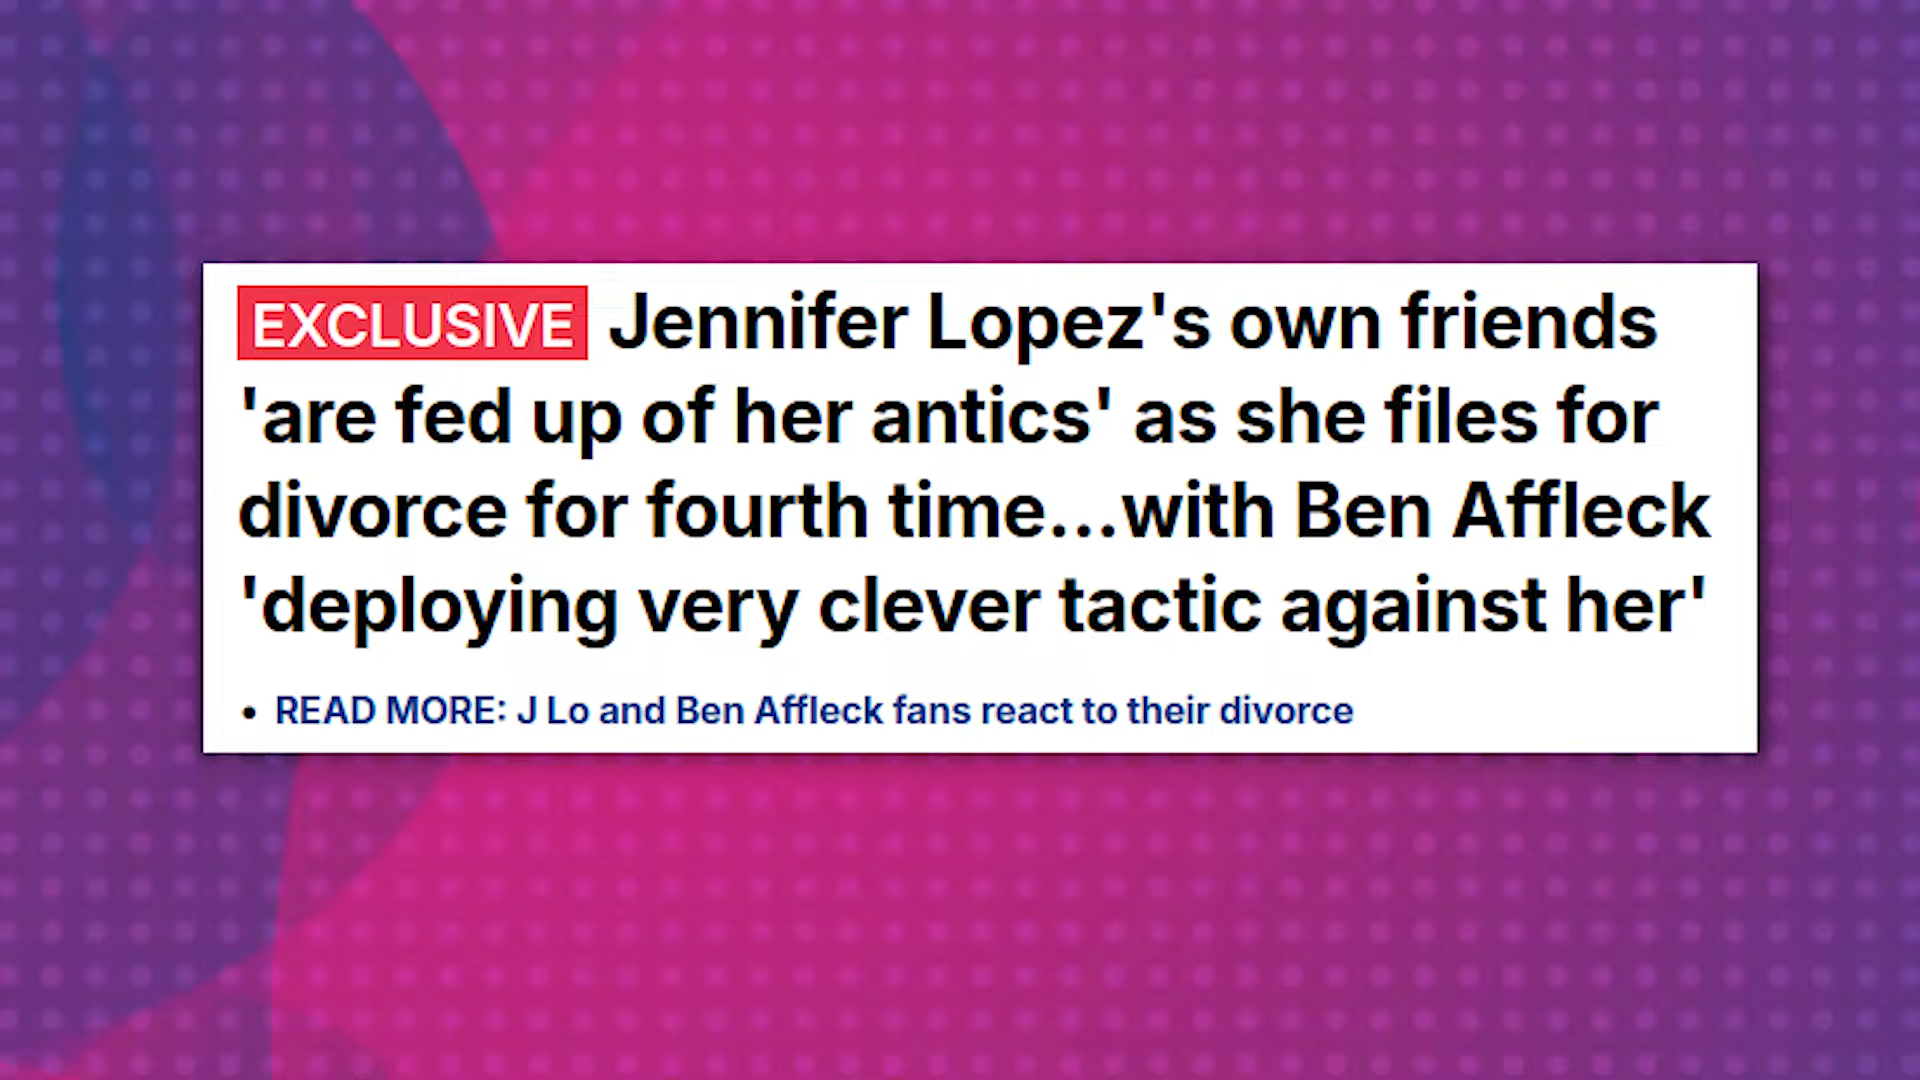 EXCLUSIVE Jennifer Lopez's own friends
'are fed up of her antics' as she files for
divorce for fourth time...with Ben Affleck
'deploying very clever tactic against her'
• READ MORE: J Lo and Ben Affleck fans react to their divorce